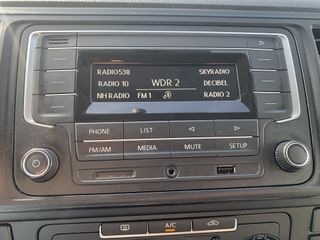 RADIO538 SKYRADIO
RADIO 10 WDR 2 DECIBEL
NH RADIO FM 1 RADIO 2
PHONE LIST
FM/AM MEDIA MUTE SETUP
A/C